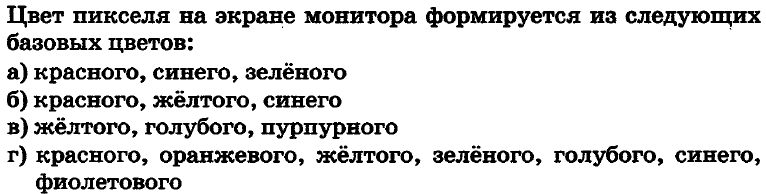 Цвет пикселя на экране монитора формируется из следующих
базовых цветов:
а) красного, синего, зелёного
б) красного, жёлтого, синего
в) жёлтого, голубого, пурпурного
г) красного, оранжевого, жёлтого, зелёного, голубого, синего,
фиолетового